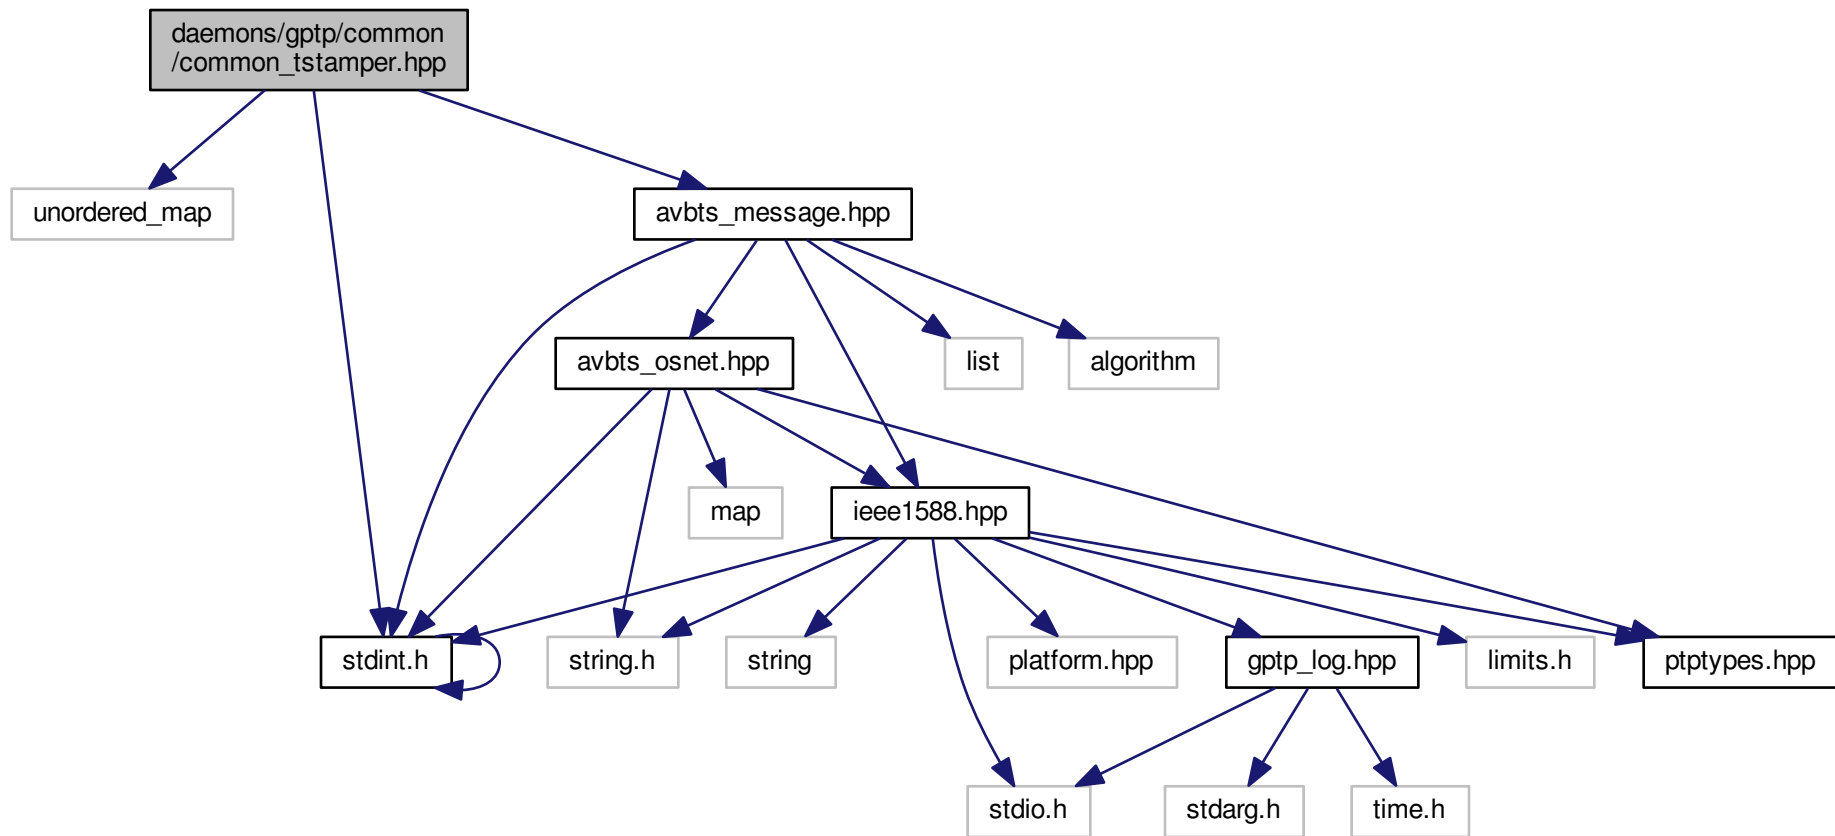 daemons/gptp/common
/common_tstamper.hpp
unordered_map
avbts_message.hpp
avbts_osnet.hpp
list
algorithm
map
ieee1588.hpp
stdint.h
string.h
string
platform.hpp
gptp_log.hpp
limits.h
ptptypes.hpp
stdio.h
stdarg.h
time.h